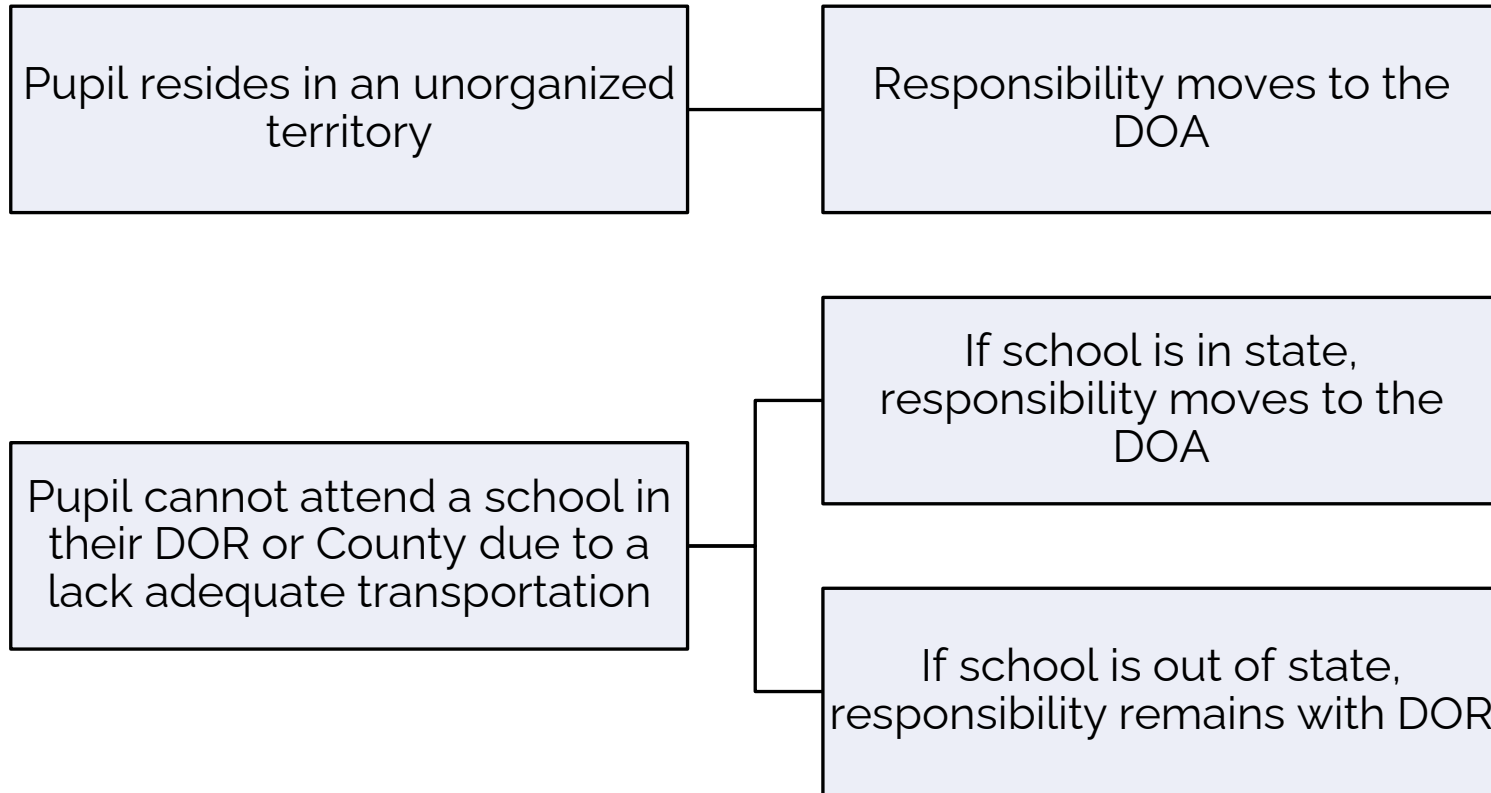 Pupil resides in an unorganized
territory
Responsibility moves to the
DOA
Pupil cannot attend a school in
their DOR or County due to a
lack adequate transportation
If school is in state,
responsibility moves to the
DOA
If school is out of state,
responsibility remains with DOR